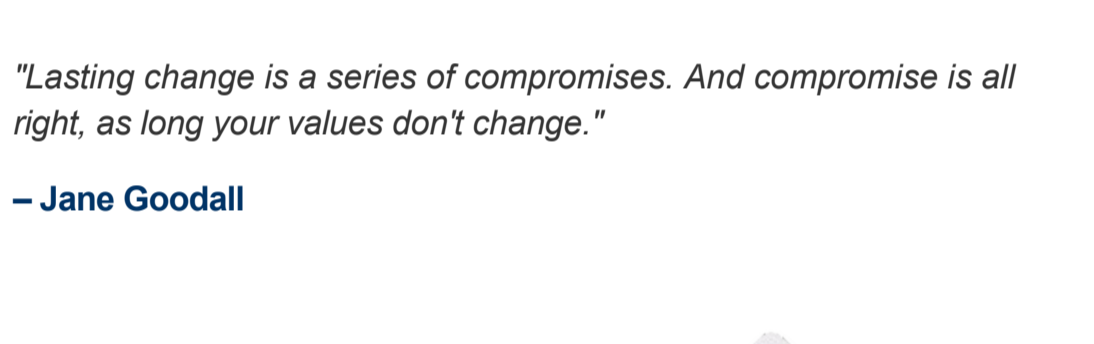 "Lasting change is a series of compromises. And compromise is all
right, as long your values don't change."
– Jane Goodall